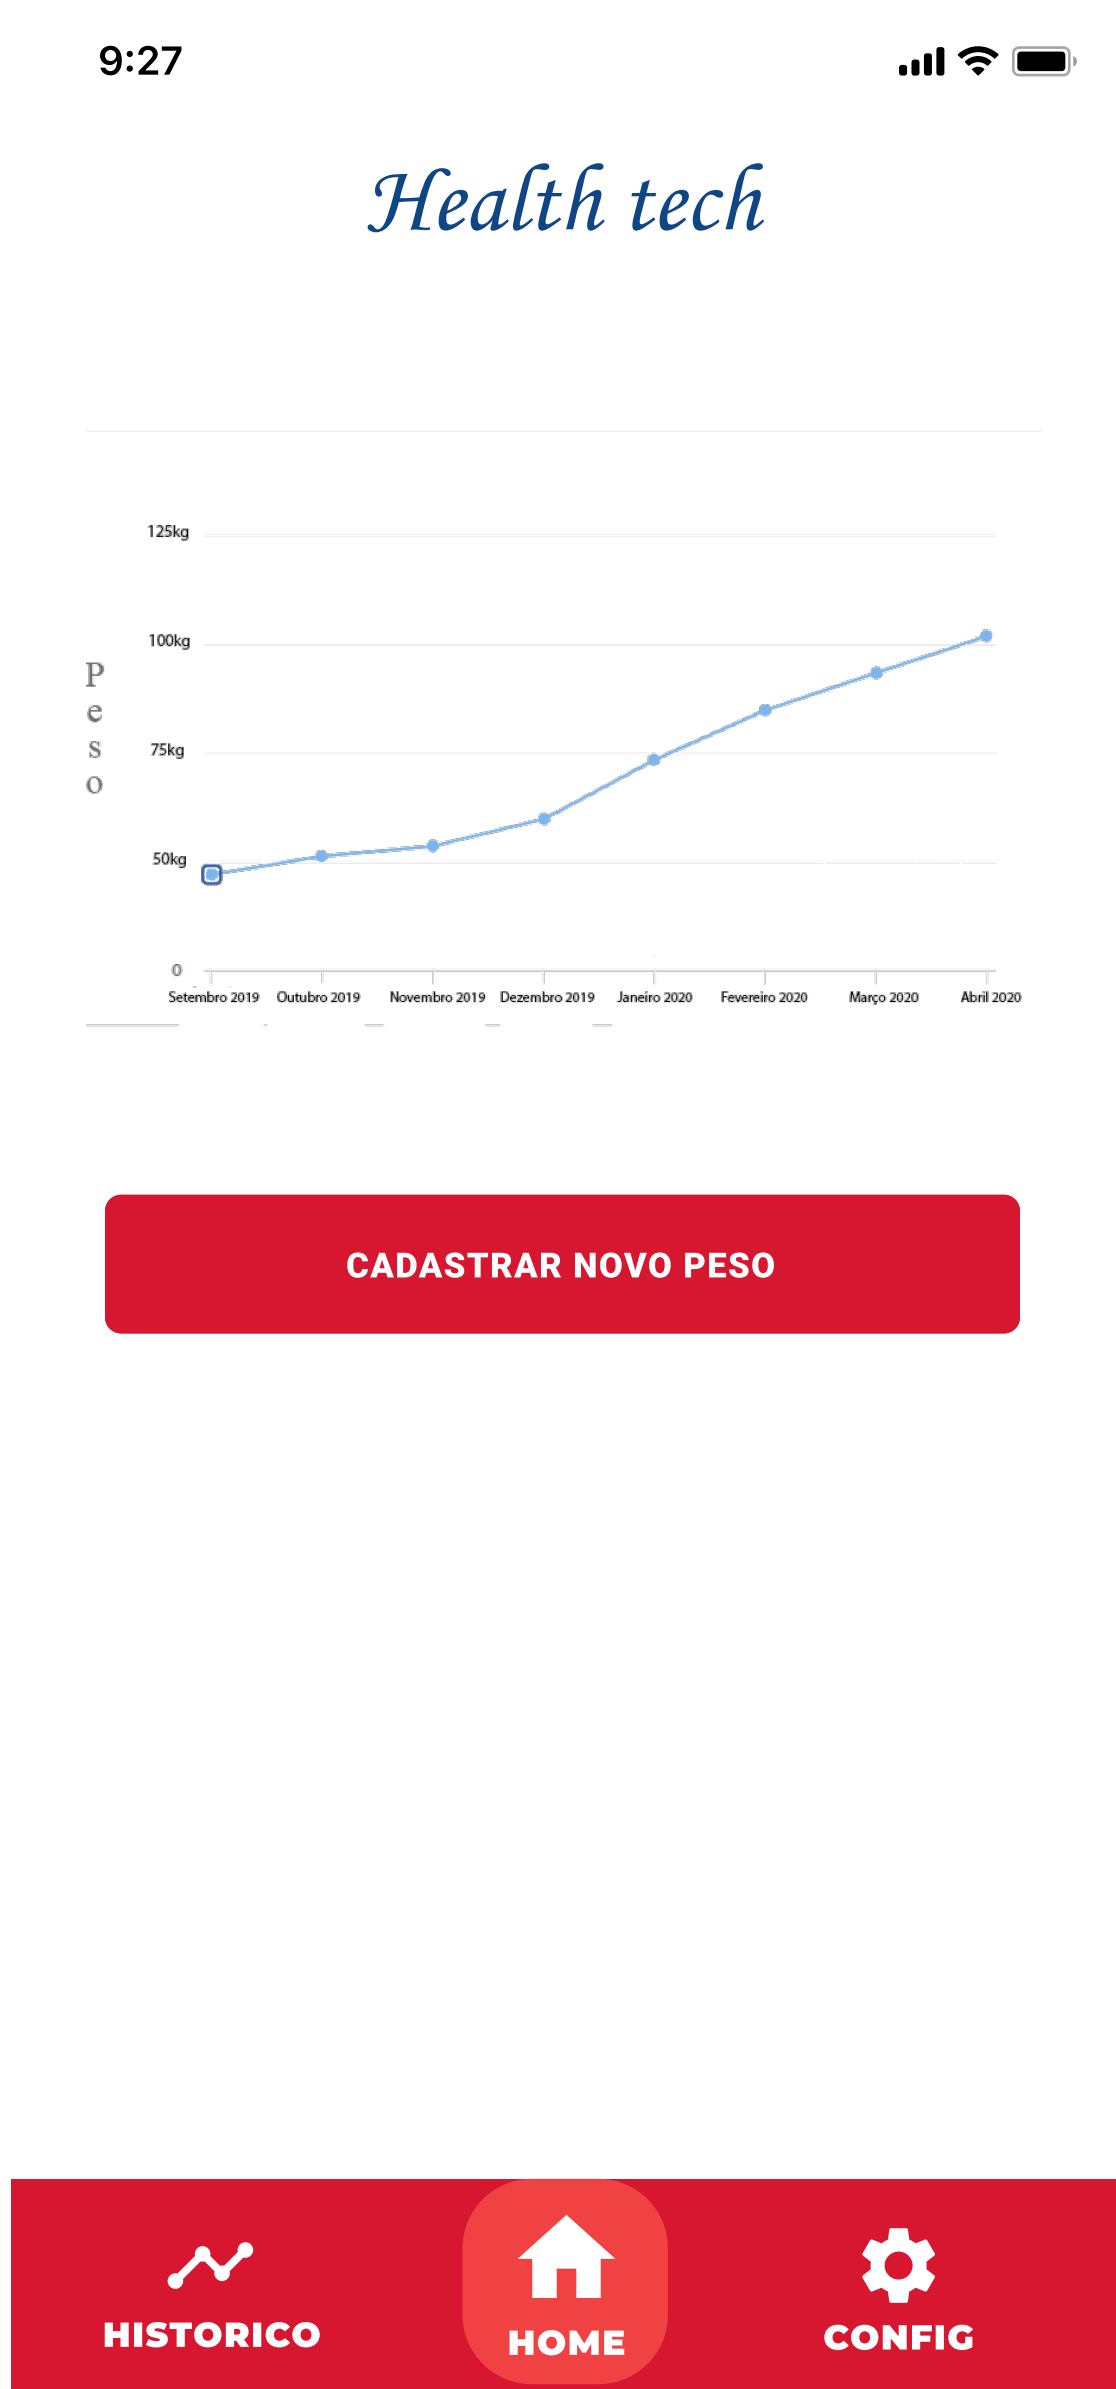 9:27
Health tech
125kg
100kg
Peso
75kg
50kg
0
Setembro 2019 Outubro 2019 Novembro 2019 Dezembro 2019 Janeiro 2020 Fevereiro 2020 Março 2020 Abril 2020
CADASTRAR NOVO PESO
HISTORICO HOME CONFIG